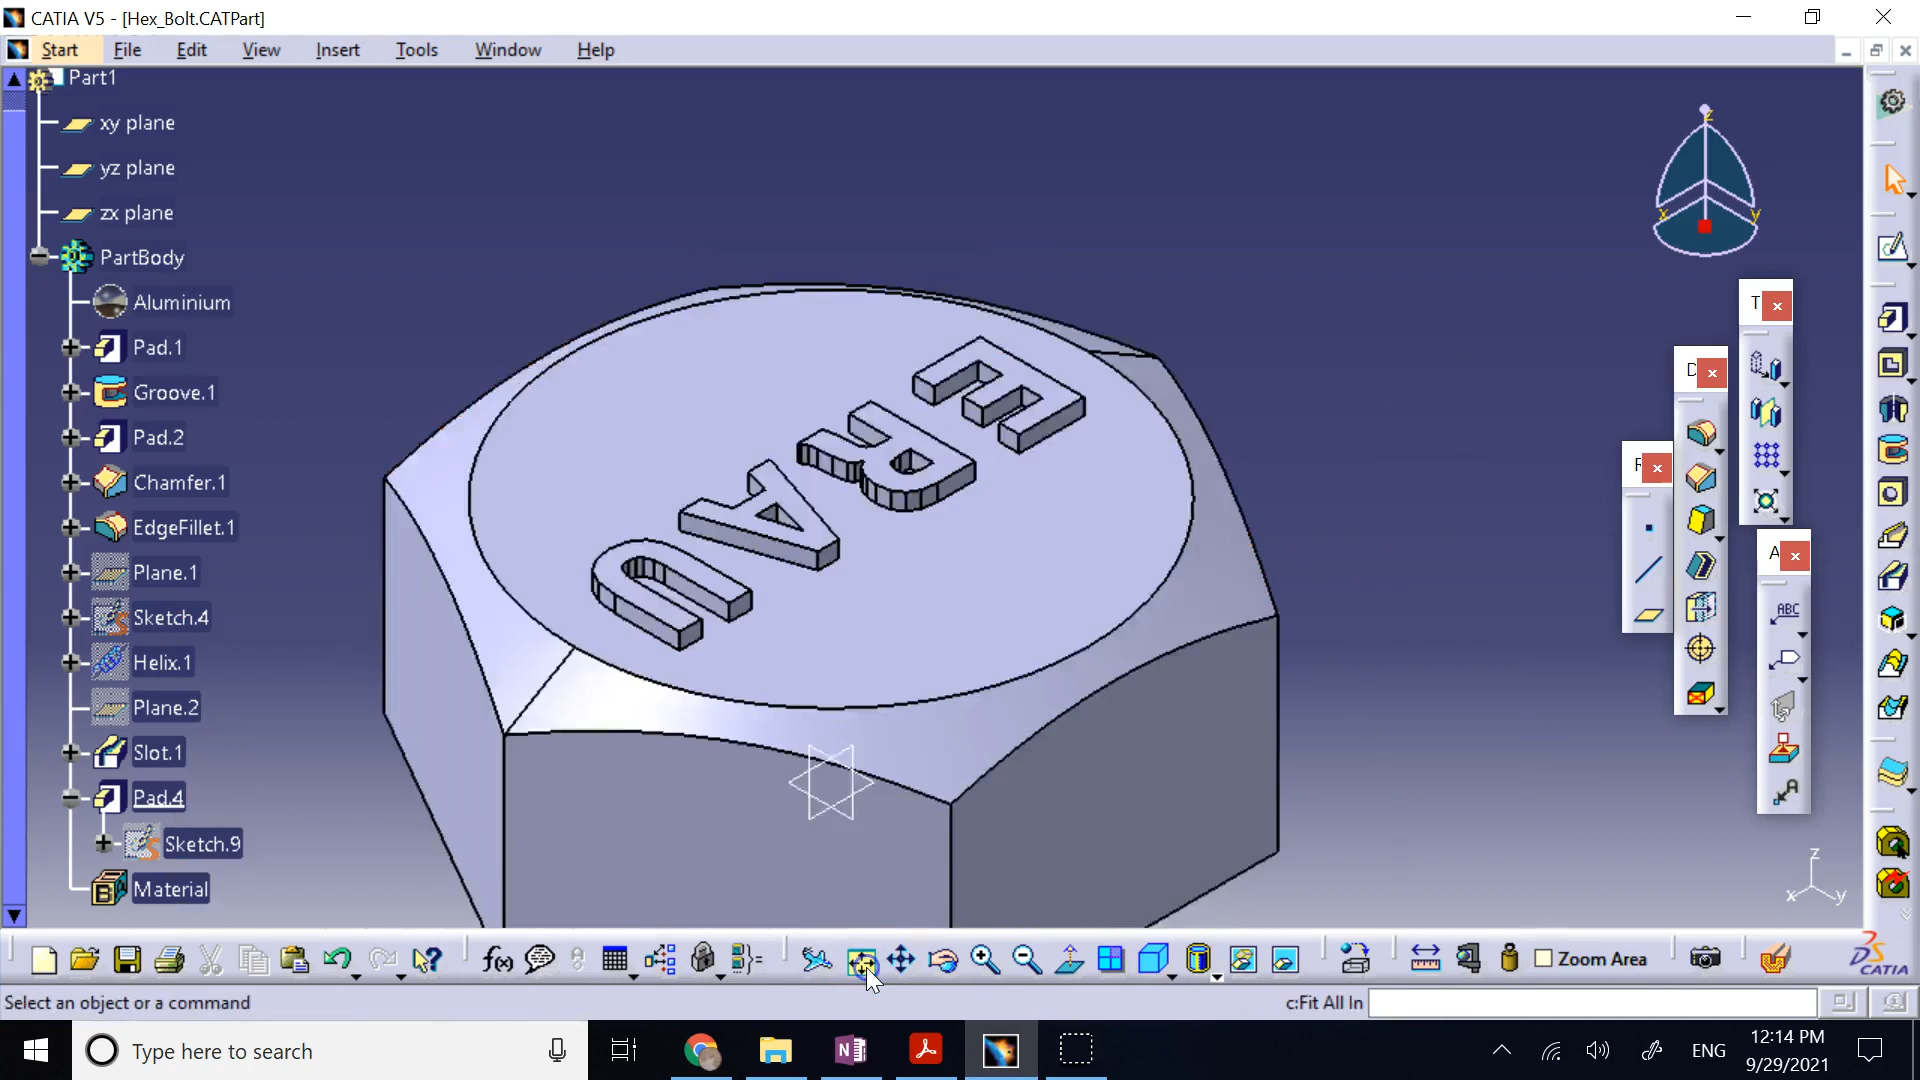 CATIA V5 - [Hex_Bolt.CATPart]
Start File Edit View Insert Tools Window Help
Part1
xy plane
yz plane
zx plane
PartBody
Aluminium
Pad.1
Groove.1
Pad.2
Chamfer.1
EdgeFillet.1
Plane.1
Sketch.4
Helix.1
Plane.2
Slot.1
Pad.4
Sketch.9
Material
UARE
z
x y
T
D
R
A
ABC
z
x y
f(x)
Zoom Area
CATIA
Select an object or a command
c:Fit All In
Type here to search
ENG
12:14 PM
9/29/2021